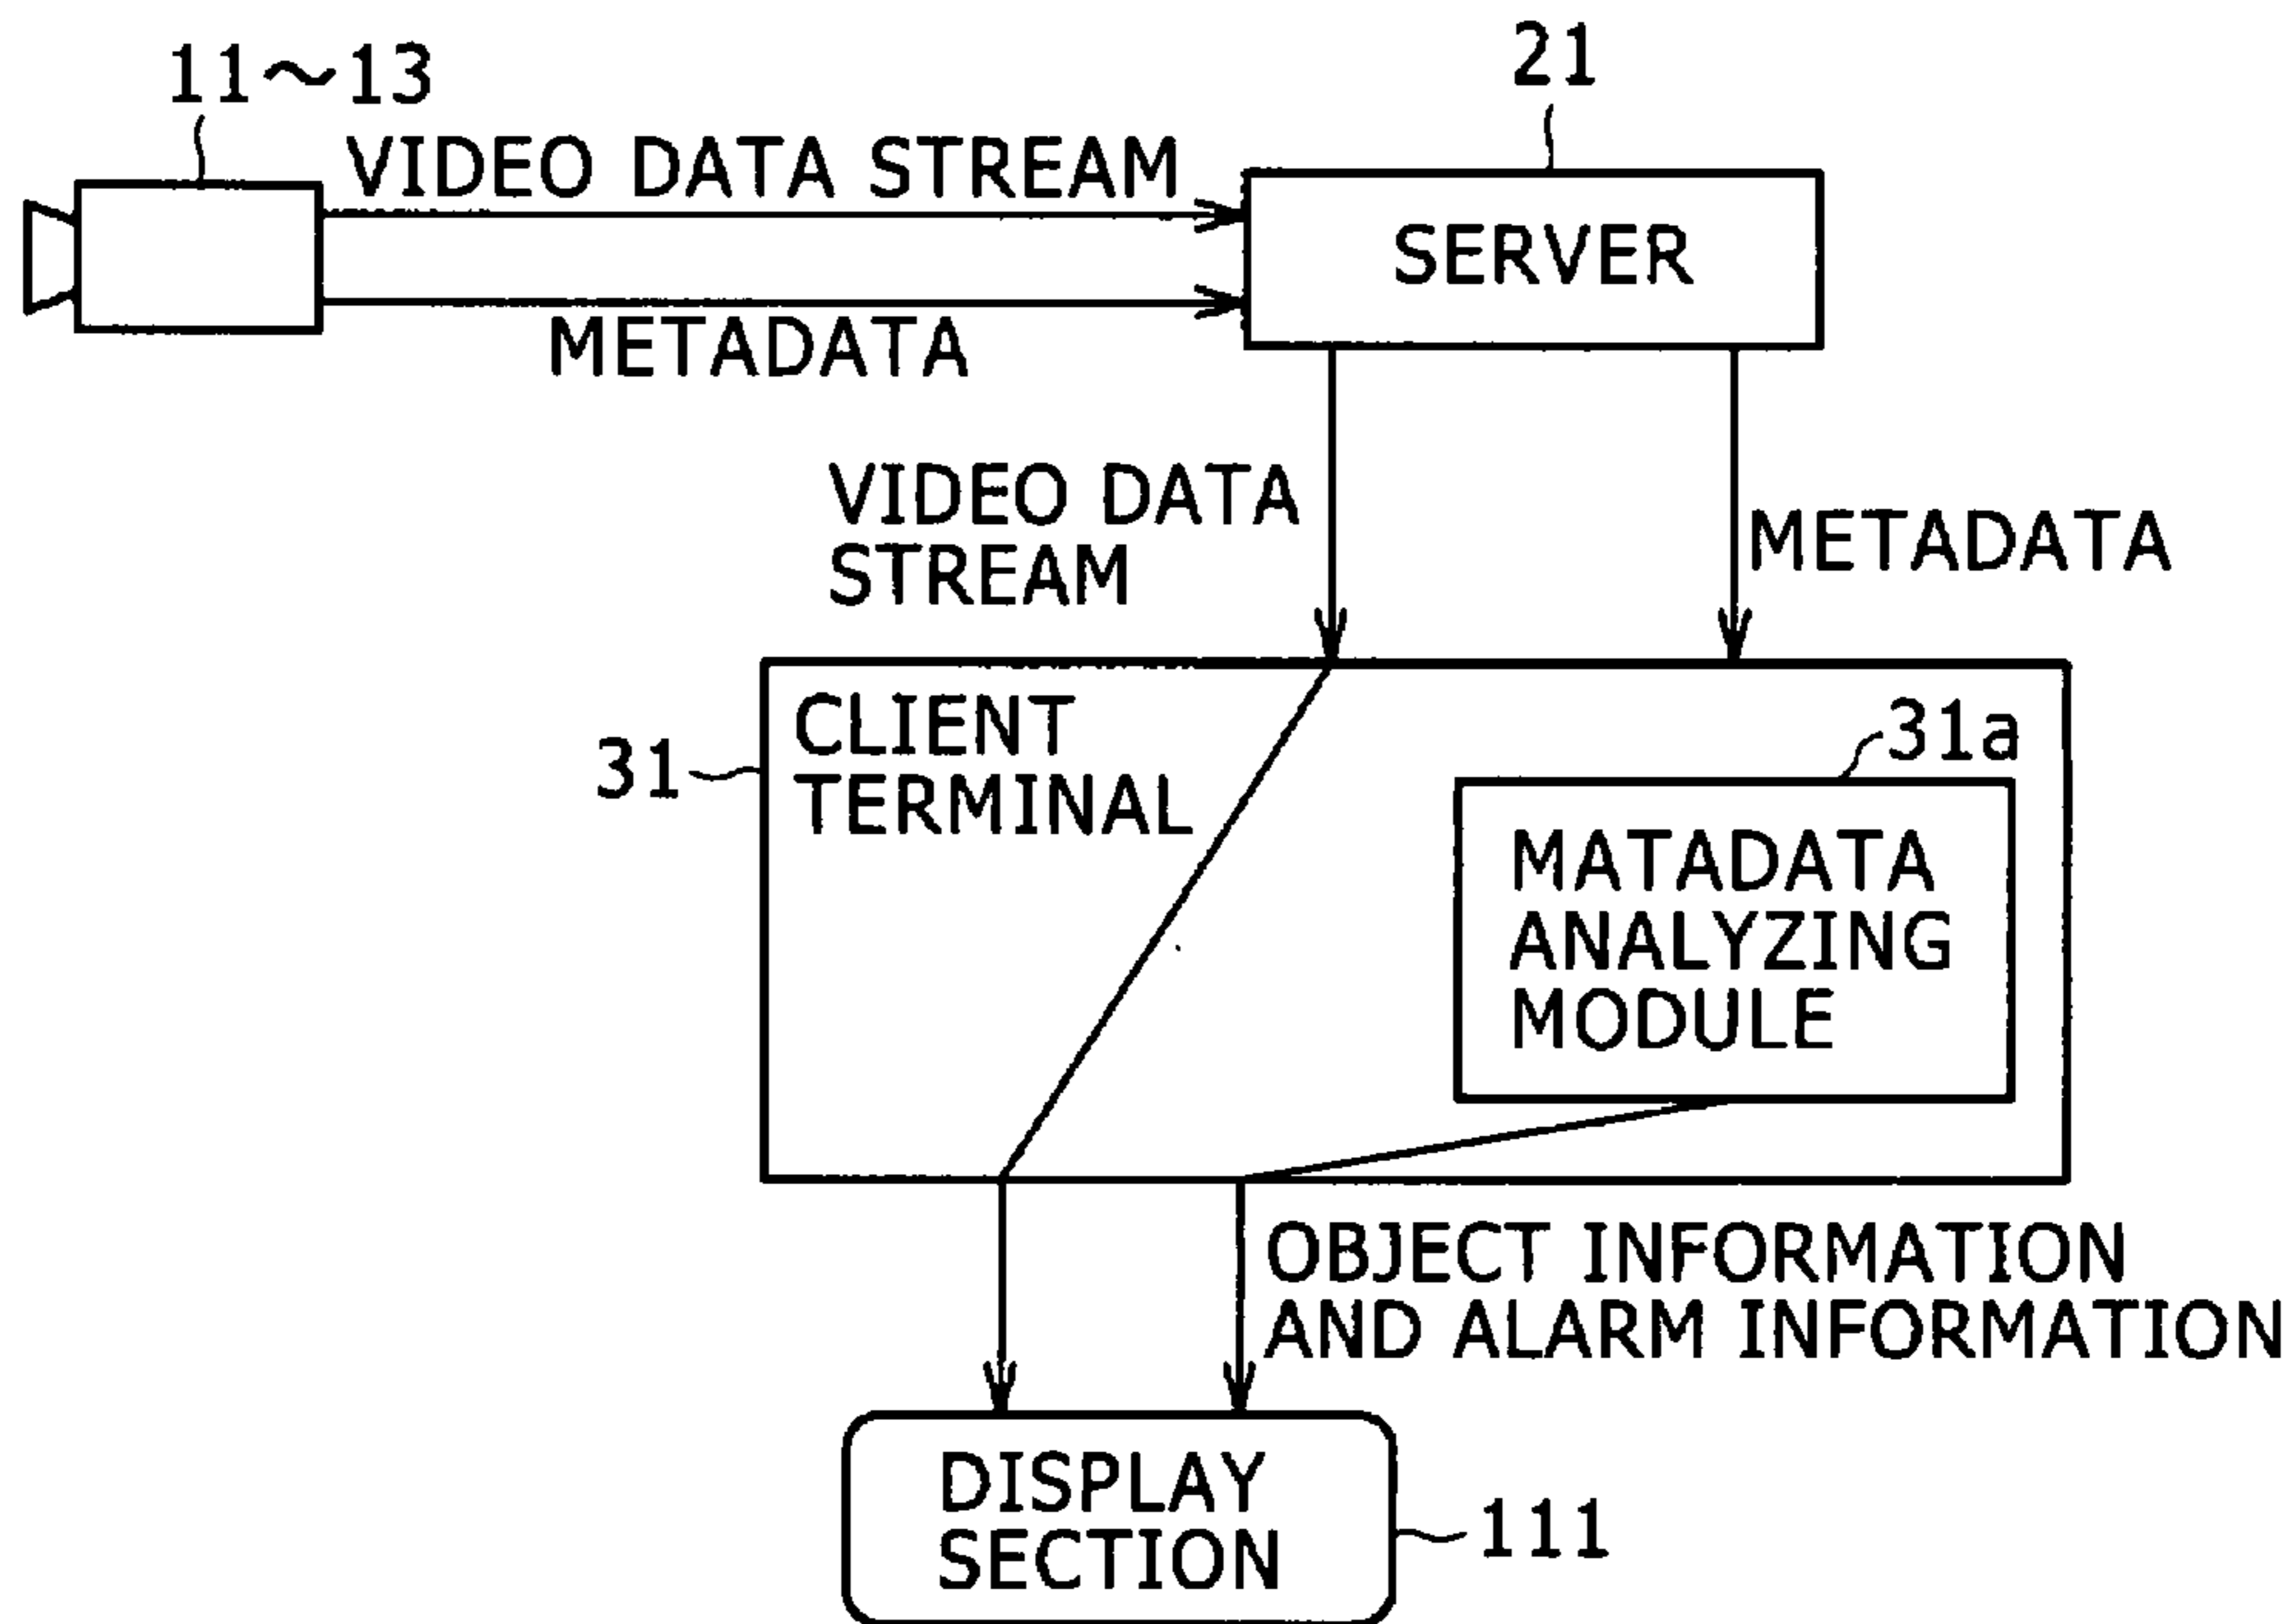 11~13
21
VIDEO DATA STREAM
SERVER
METADATA
VIDEO DATA
STREAM
METADATA
CLIENT
TERMINAL
31
31a
MATADATA
ANALYZING
MODULE
OBJECT INFORMATION
AND ALARM INFORMATION
DISPLAY
SECTION
111